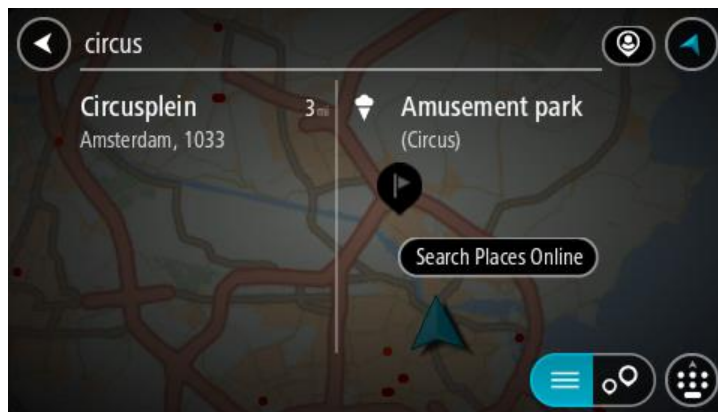 circus
Circusplein 3 mi
Amsterdam, 1033
Amusement park
(Circus)
Search Places Online